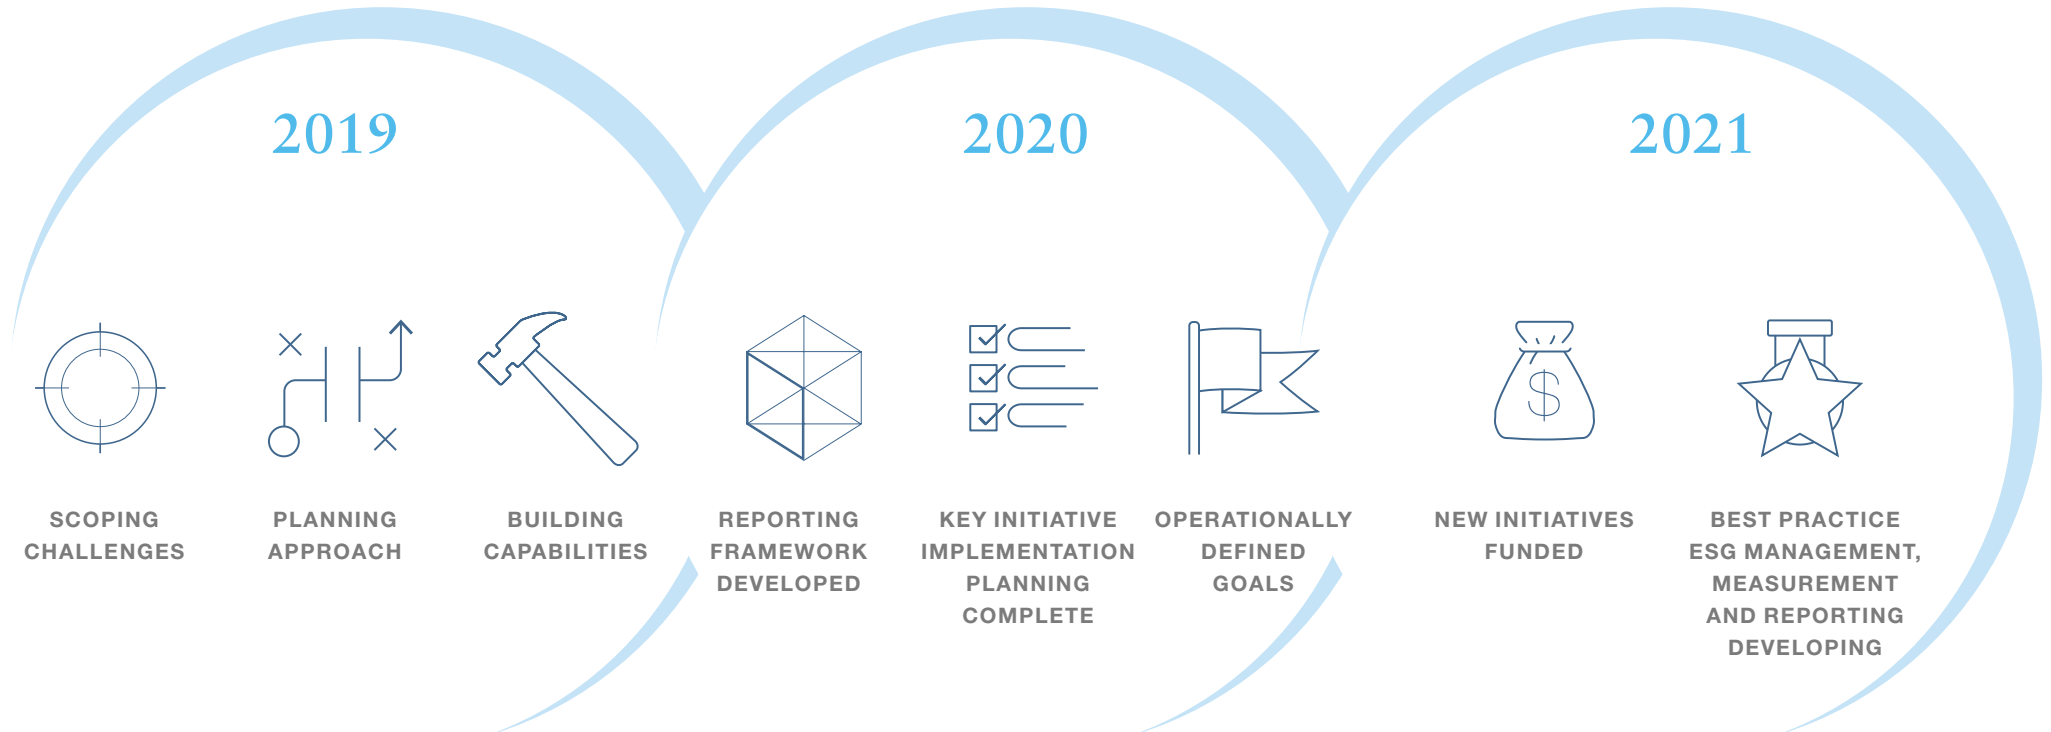 2019
SCOPING
CHALLENGES
PLANNING
APPROACH
BUILDING
CAPABILITIES
2020
REPORTING
FRAMEWORK
DEVELOPED
KEY INITIATIVE
IMPLEMENTATION
PLANNING
COMPLETE
OPERATIONALLY
DEFINED
GOALS
2021
$
NEW INITIATIVES
FUNDED
BEST PRACTICE
ESG MANAGEMENT,
MEASUREMENT
AND REPORTING
DEVELOPING